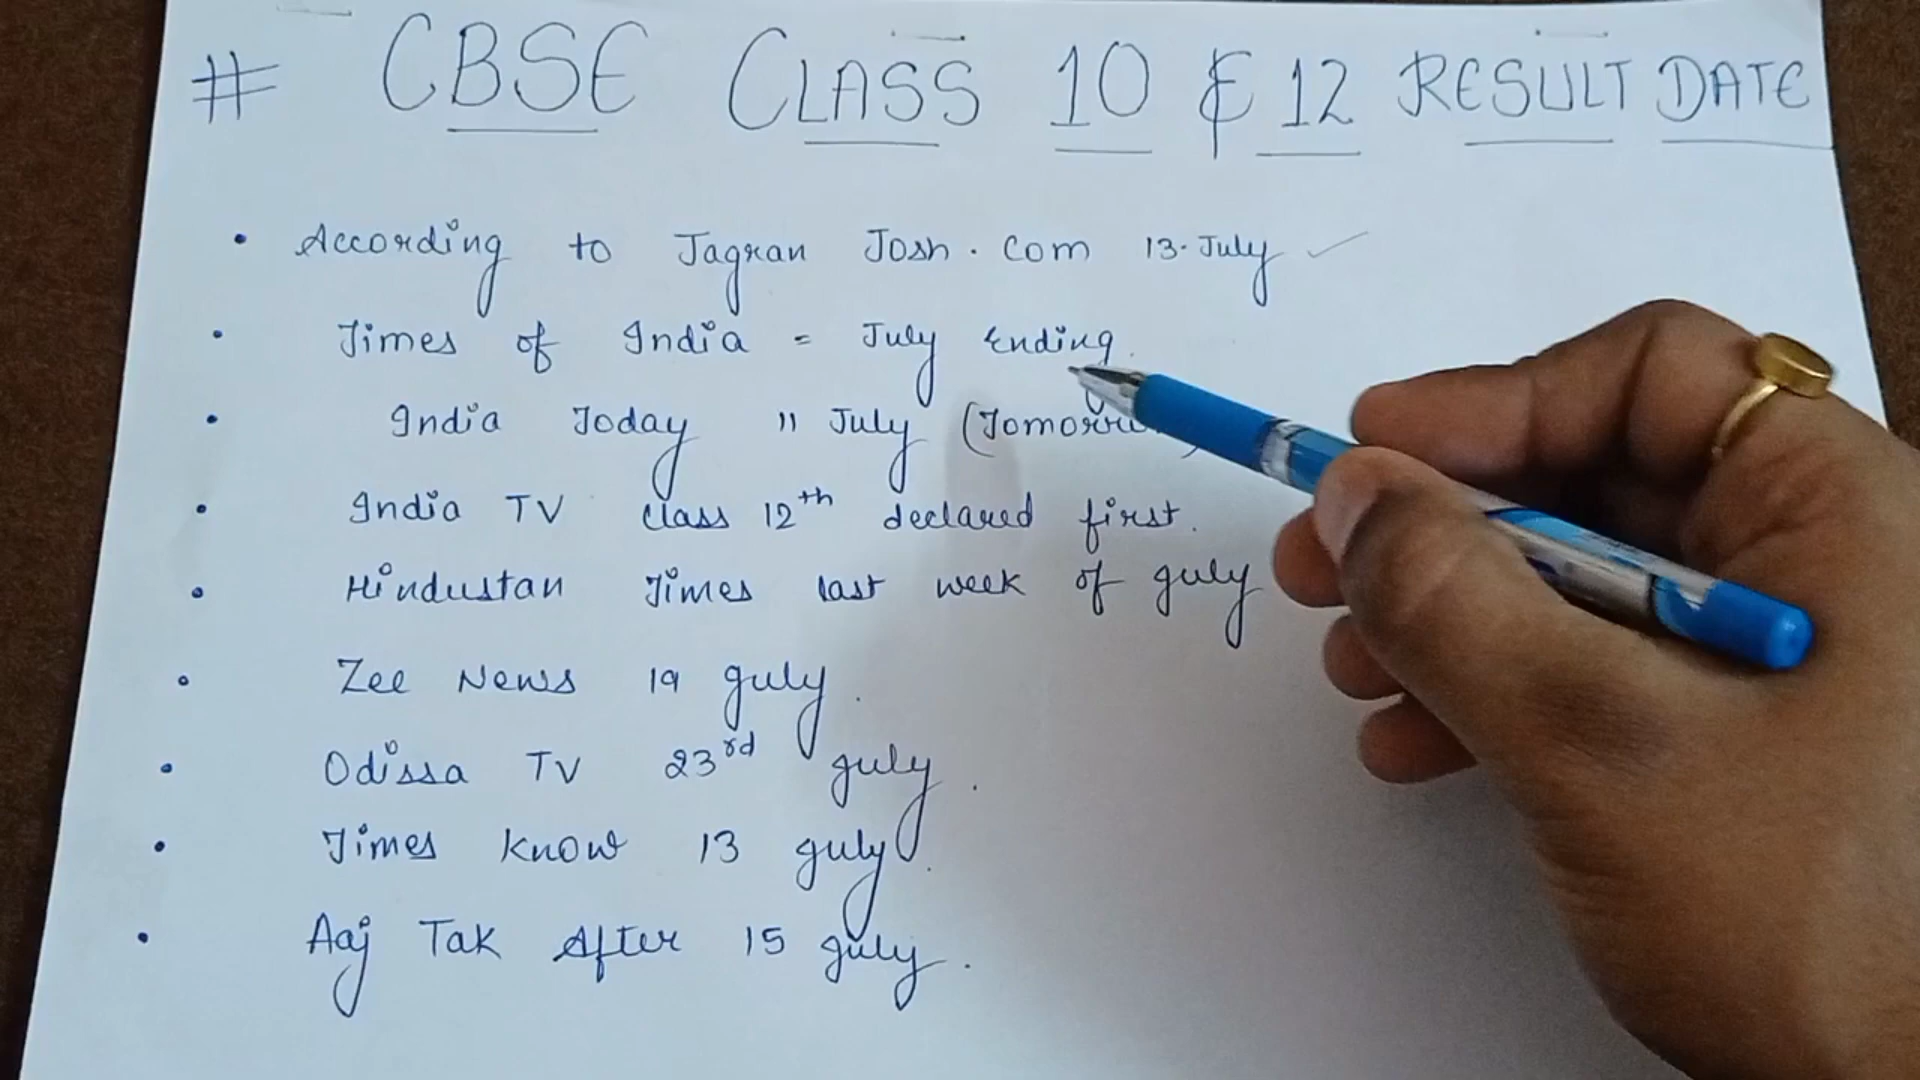 # CBSE CLASS 10 & 12 RESULT DATE
• According to Jagran Josh. com 13. July ✓
• Times of India = July Ending.
• India Today 11 July (Tomorr
• India TV class 12th declared first.
• Hindustan Times last week of july
• Zee News 19 july.
• Odissa TV 23rd july.
• Times know 13 july.
• Aaj Tak After 15 july.